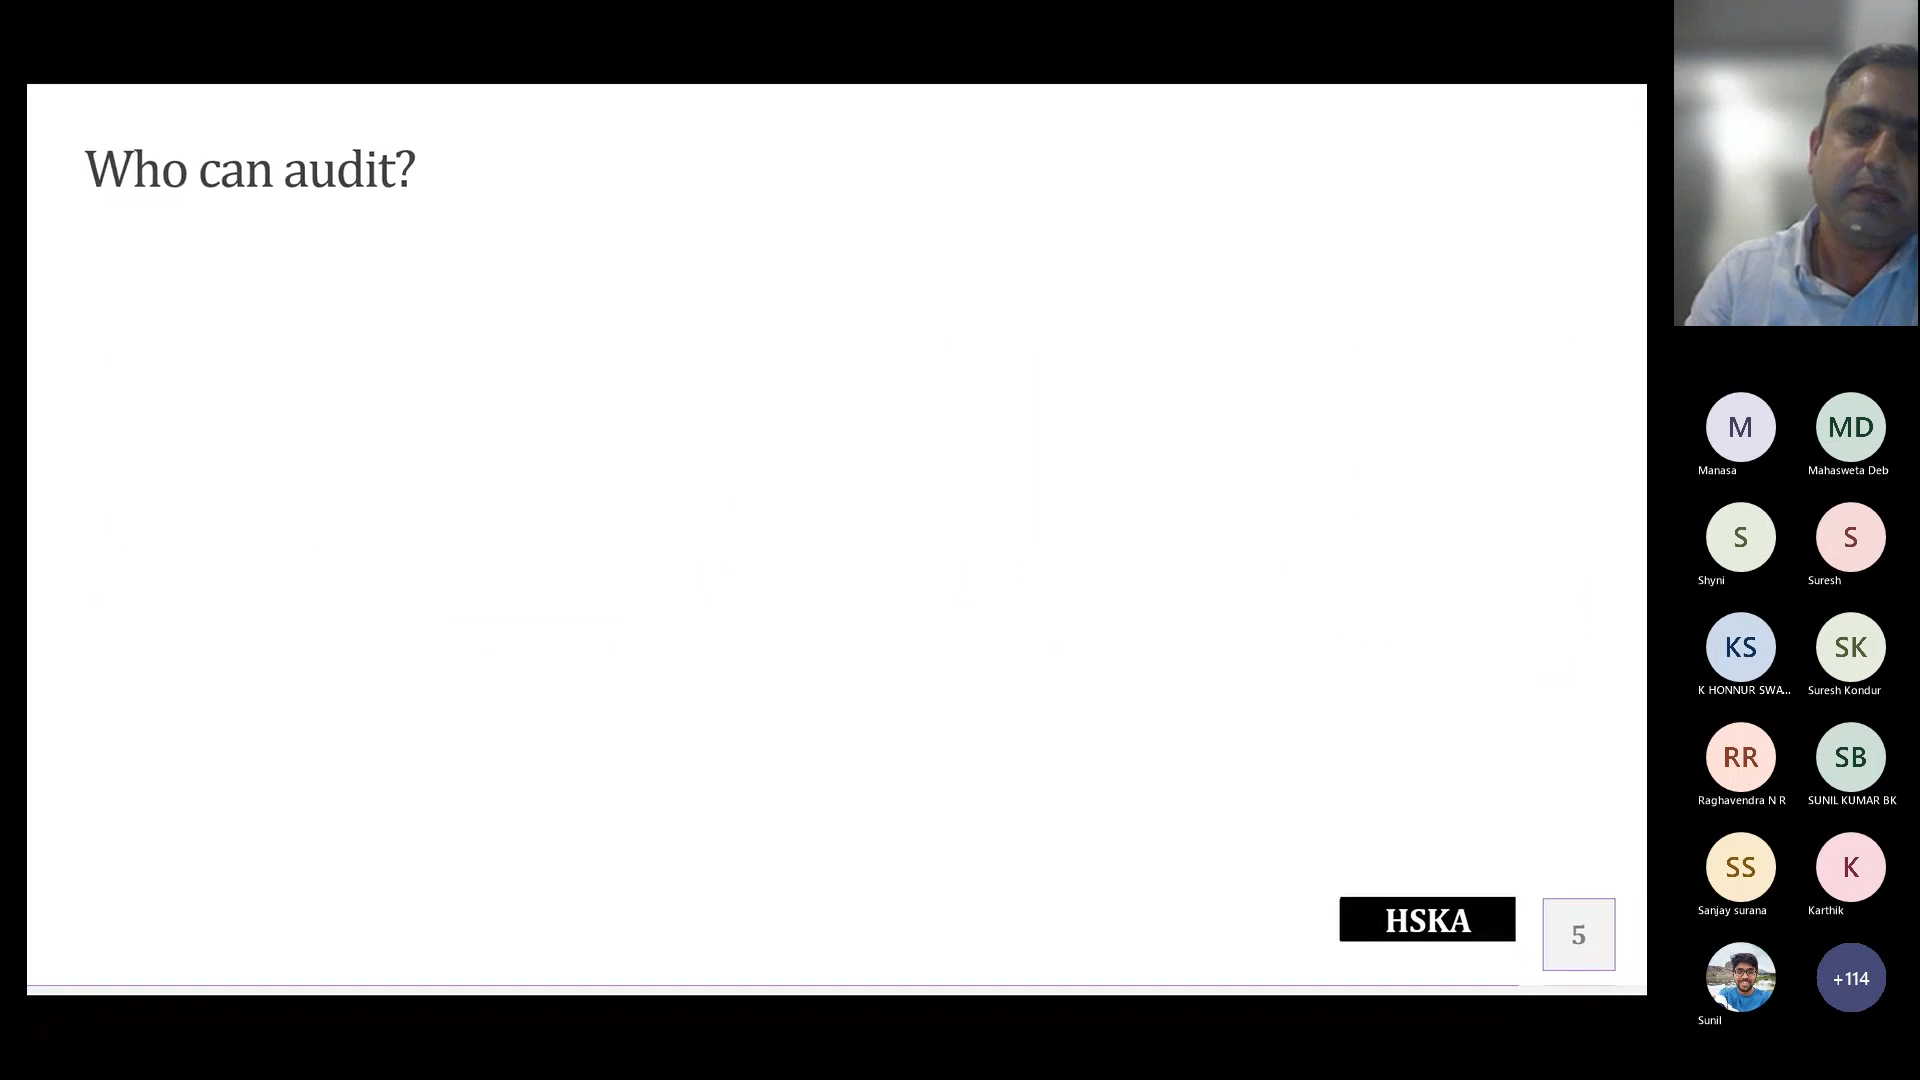 Who can audit?
HSKA
5
M
MD
Manasa
Mahasweta Deb
S
S
Shyni
Suresh
KS
SK
K HONNUR SWA...
Suresh Kondur
RR
SB
Raghavendra N R
SUNIL KUMAR BK
SS
K
Sanjay surana
Karthik
+114
Sunil